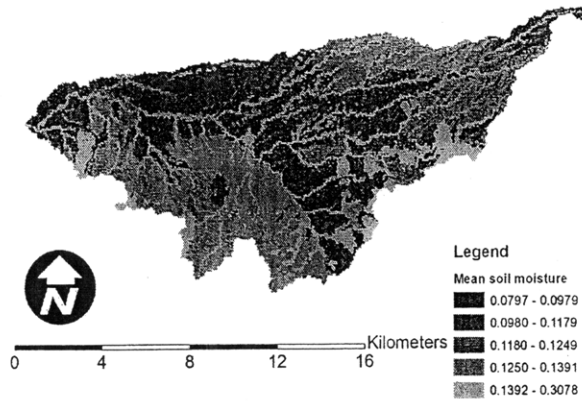 N
Legend
Mean soil moisture
0.0797 - 0.0979
0.0980 - 0.1179
0.1180 - 0.1249
0.1250 - 0.1391
0.1392 - 0.3078
Kilometers
0 4 8 12 16